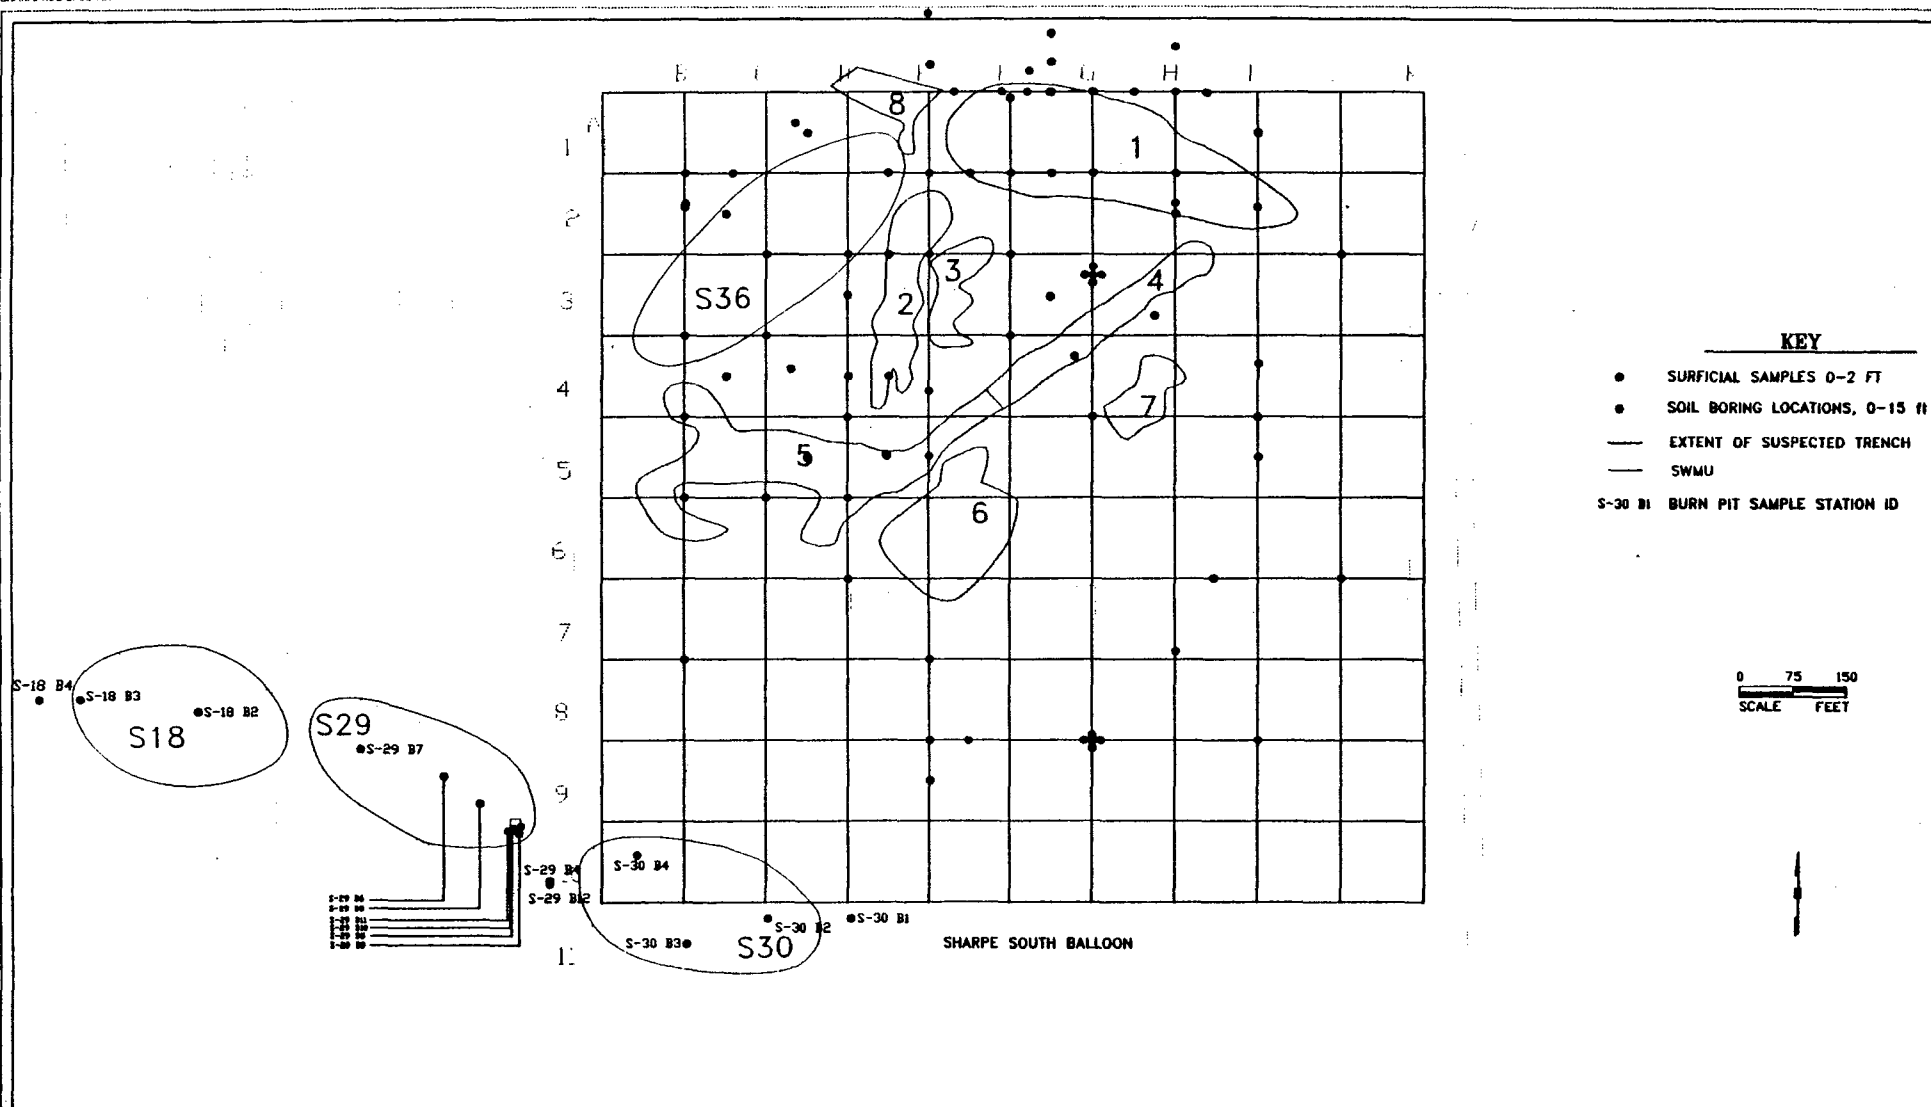 H
8
1
1
2
S36
2
3
4
3
KEY
SURFICIAL SAMPLES 0-2 FT
4
7
SOIL BORING LOCATIONS, 0-15 ft
EXTENT OF SUSPECTED TRENCH
5
5
SWMU
6
S-30 B1 BURN PIT SAMPLE STATION ID
6
7
0 75 150
SCALE FEET
S-18 B4
S-18 B3
S-18 B2
S18
8
S29
S-29 B7
9
S-29 B4
S-29 B12
S-30 B4
S-30 B2
S-30 B1
S-30 B3
S30
SHARPE SOUTH BALLOON